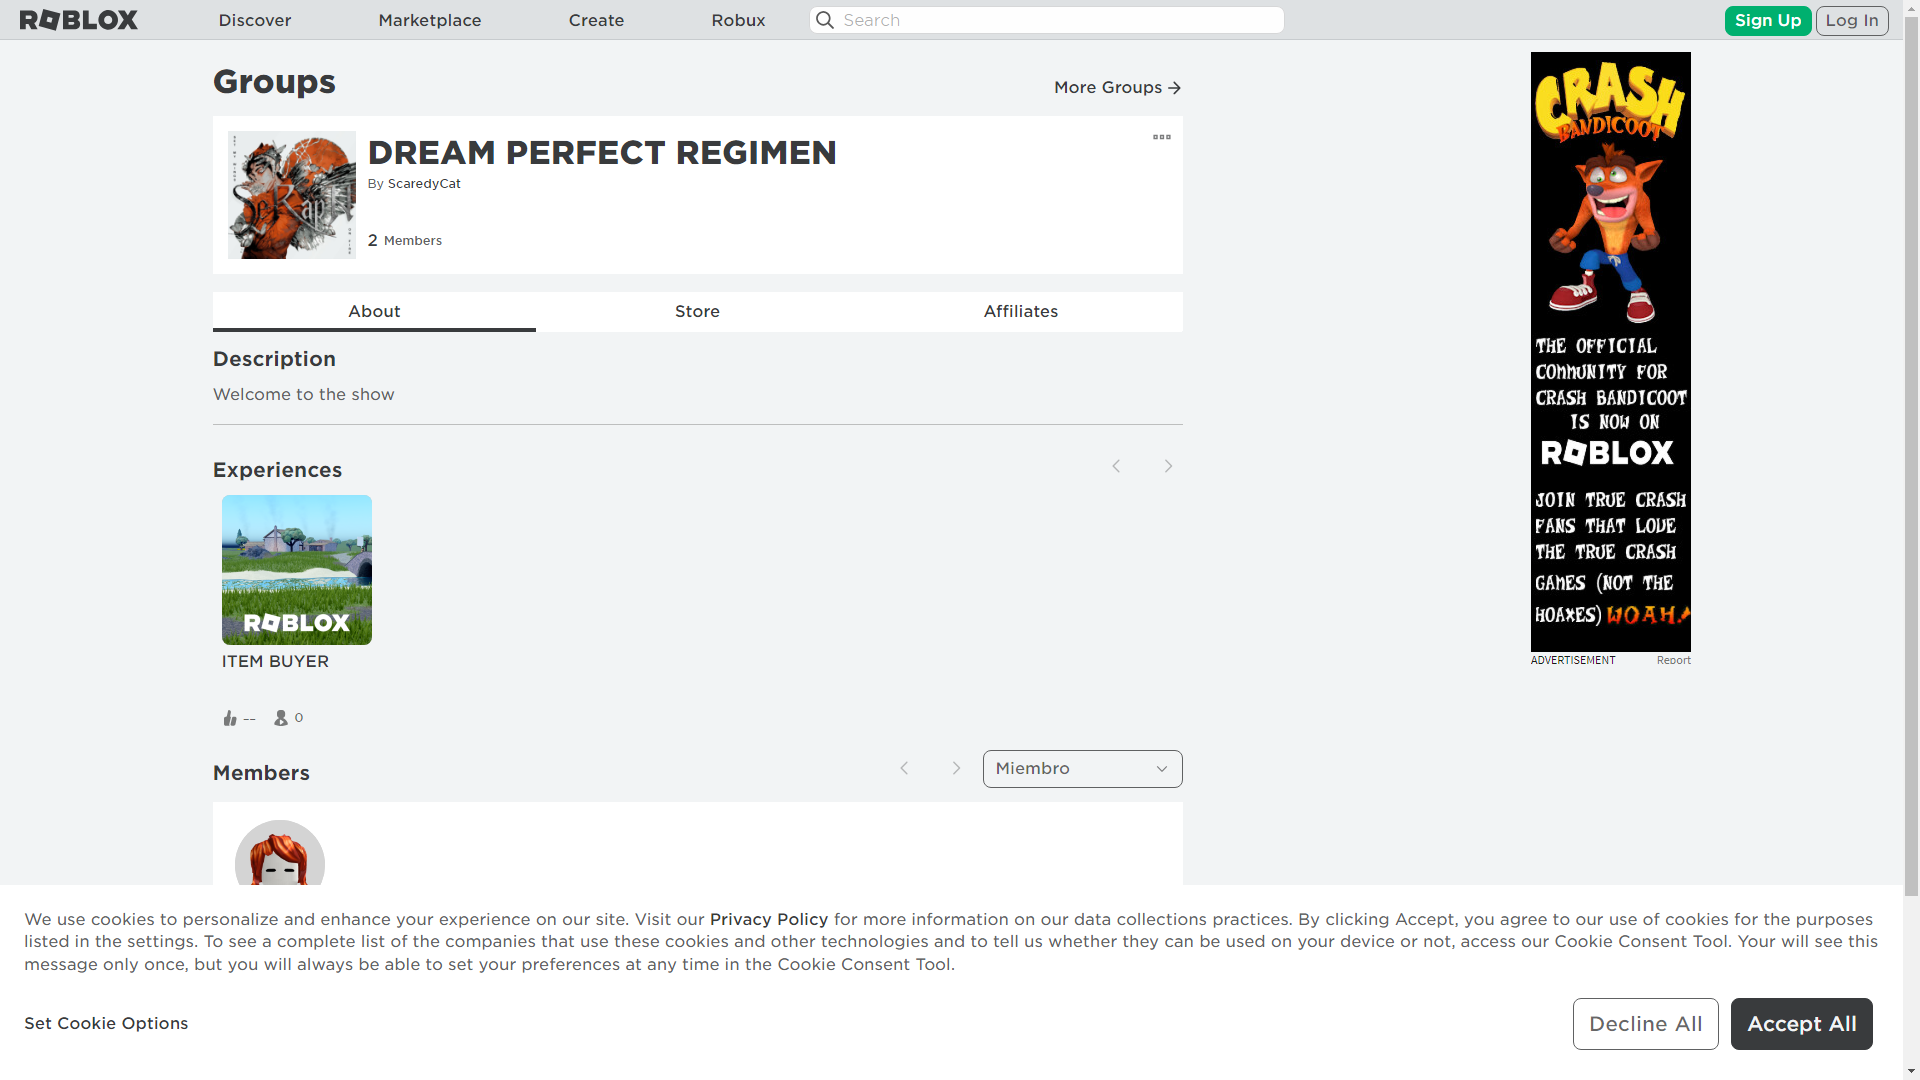 ROBLOX
Discover
Marketplace
Create
Robux
Search
Sign Up
Log In
Groups
More Groups
DREAM PERFECT REGIMEN
By ScaredyCat
2 Members
About
Store
Affiliates
Description
Welcome to the show
Experiences
ROBLOX
ITEM BUYER
--
0
Members
Miembro
CRASH
BANDICOOT
THE OFFICIAL
COMMUNITY FOR
CRASH BANDICOOT
IS NOW ON
ROBLOX
JOIN TRUE CRASH
FANS THAT LOVE
THE TRUE CRASH
GAMES (NOT THE
HOAXES) WOAH!
ADVERTISEMENT
Report
We use cookies to personalize and enhance your experience on our site. Visit our Privacy Policy for more information on our data collections practices. By clicking Accept, you agree to our use of cookies for the purposes
listed in the settings. To see a complete list of the companies that use these cookies and other technologies and to tell us whether they can be used on your device or not, access our Cookie Consent Tool. Your will see this
message only once, but you will always be able to set your preferences at any time in the Cookie Consent Tool.
Set Cookie Options
Decline All
Accept All